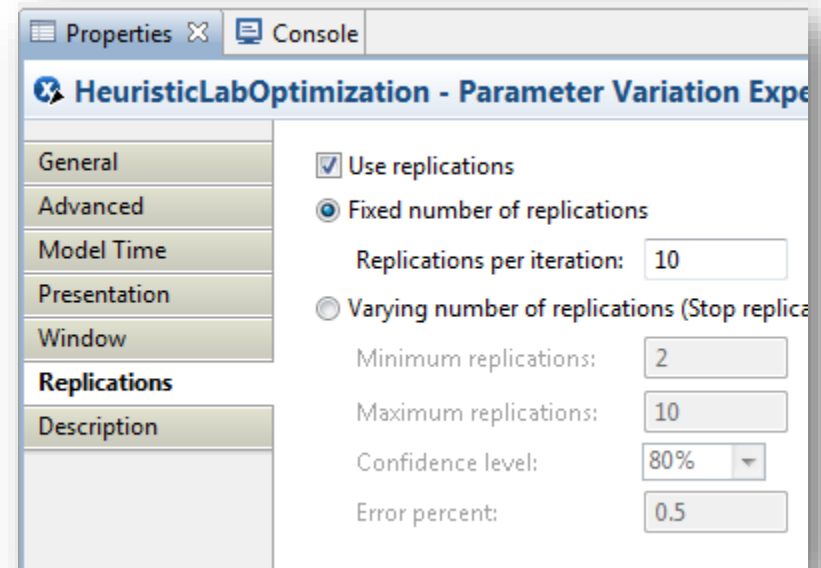 Properties Console
HeuristicLabOptimization - Parameter Variation Expe
General
Advanced
Model Time
Presentation
Window
Replications
Description
Use replications
Fixed number of replications
Replications per iteration: 10
Varying number of replications (Stop replica
Minimum replications: 2
Maximum replications: 10
Confidence level: 80%
Error percent: 0.5